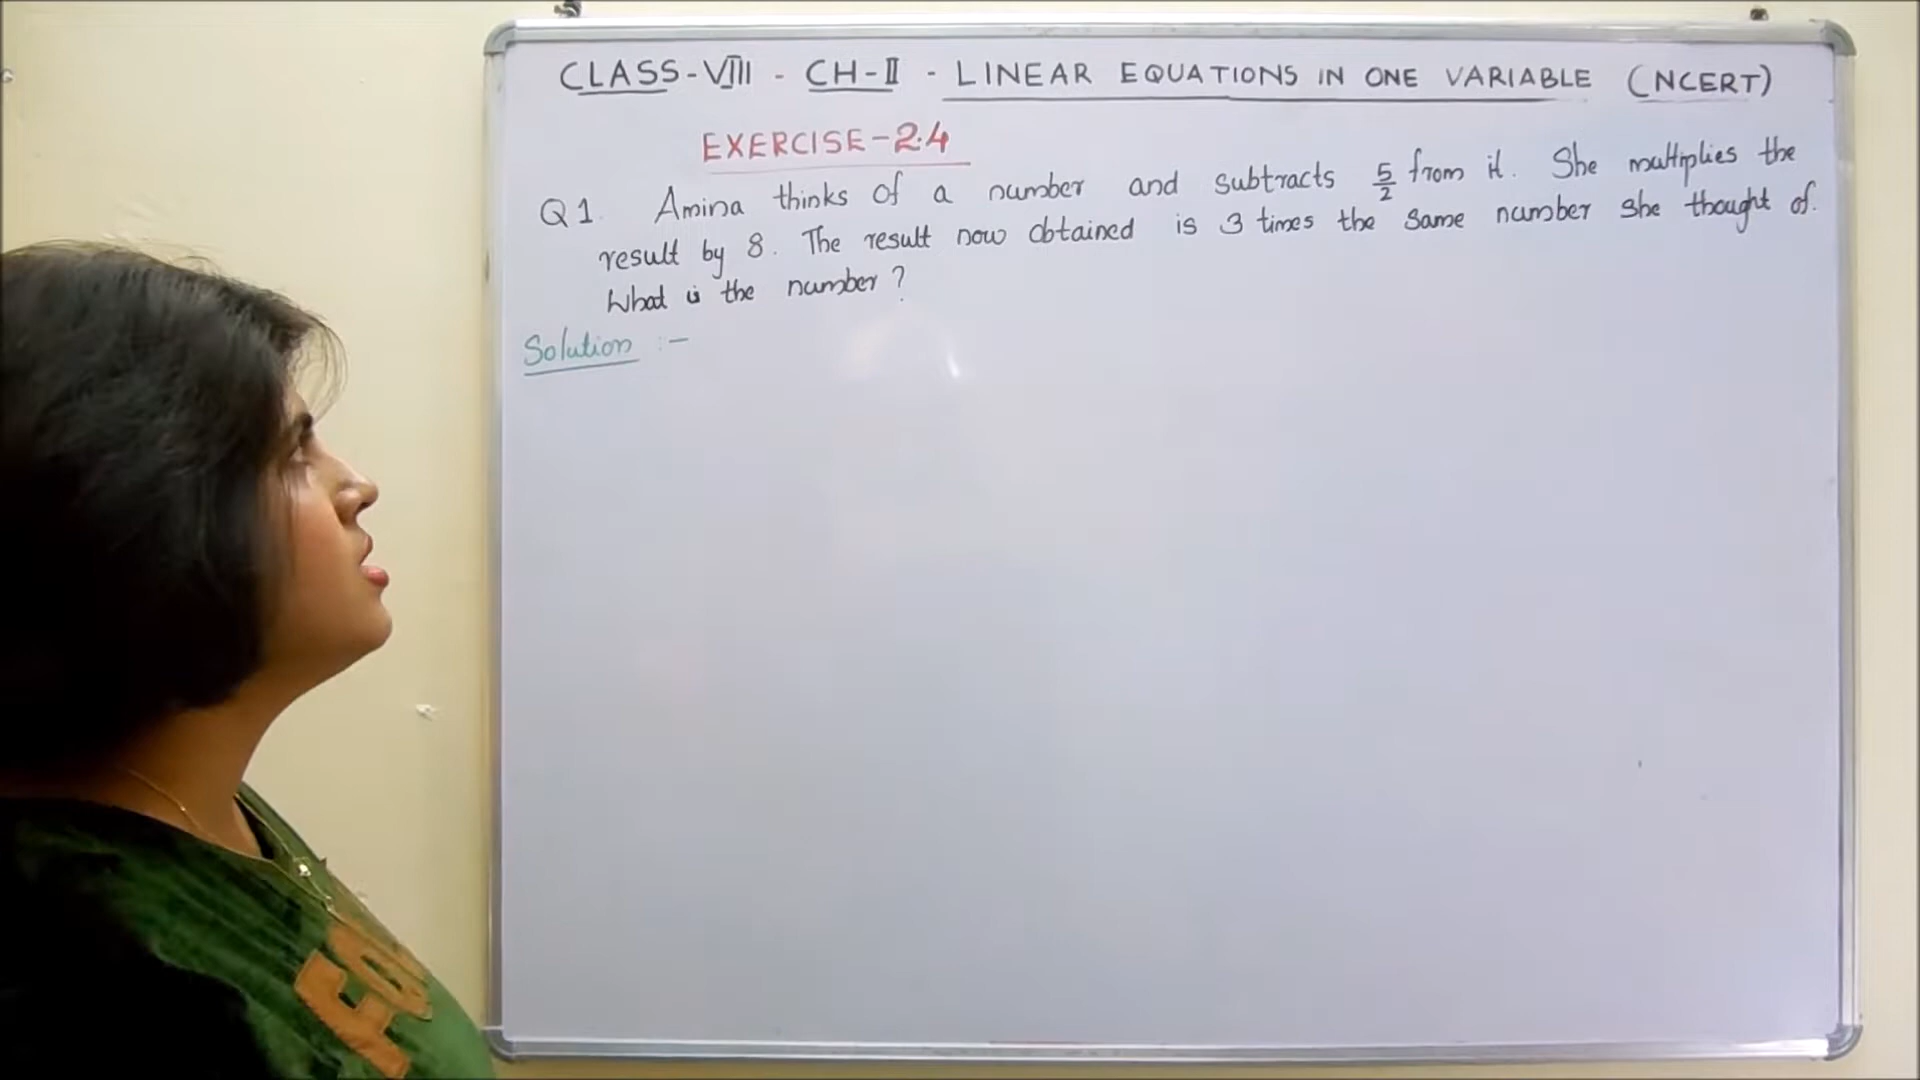 CLASS-VIII - CH-II - LINEAR EQUATIONS IN ONE VARIABLE (NCERT)
EXERCISE-2.4
Q1. Amina thinks of a number and subtracts 5/2 from it. She multiplies the
result by 8. The result now obtained is 3 times the same number she thought of.
What is the number?
Solution :-